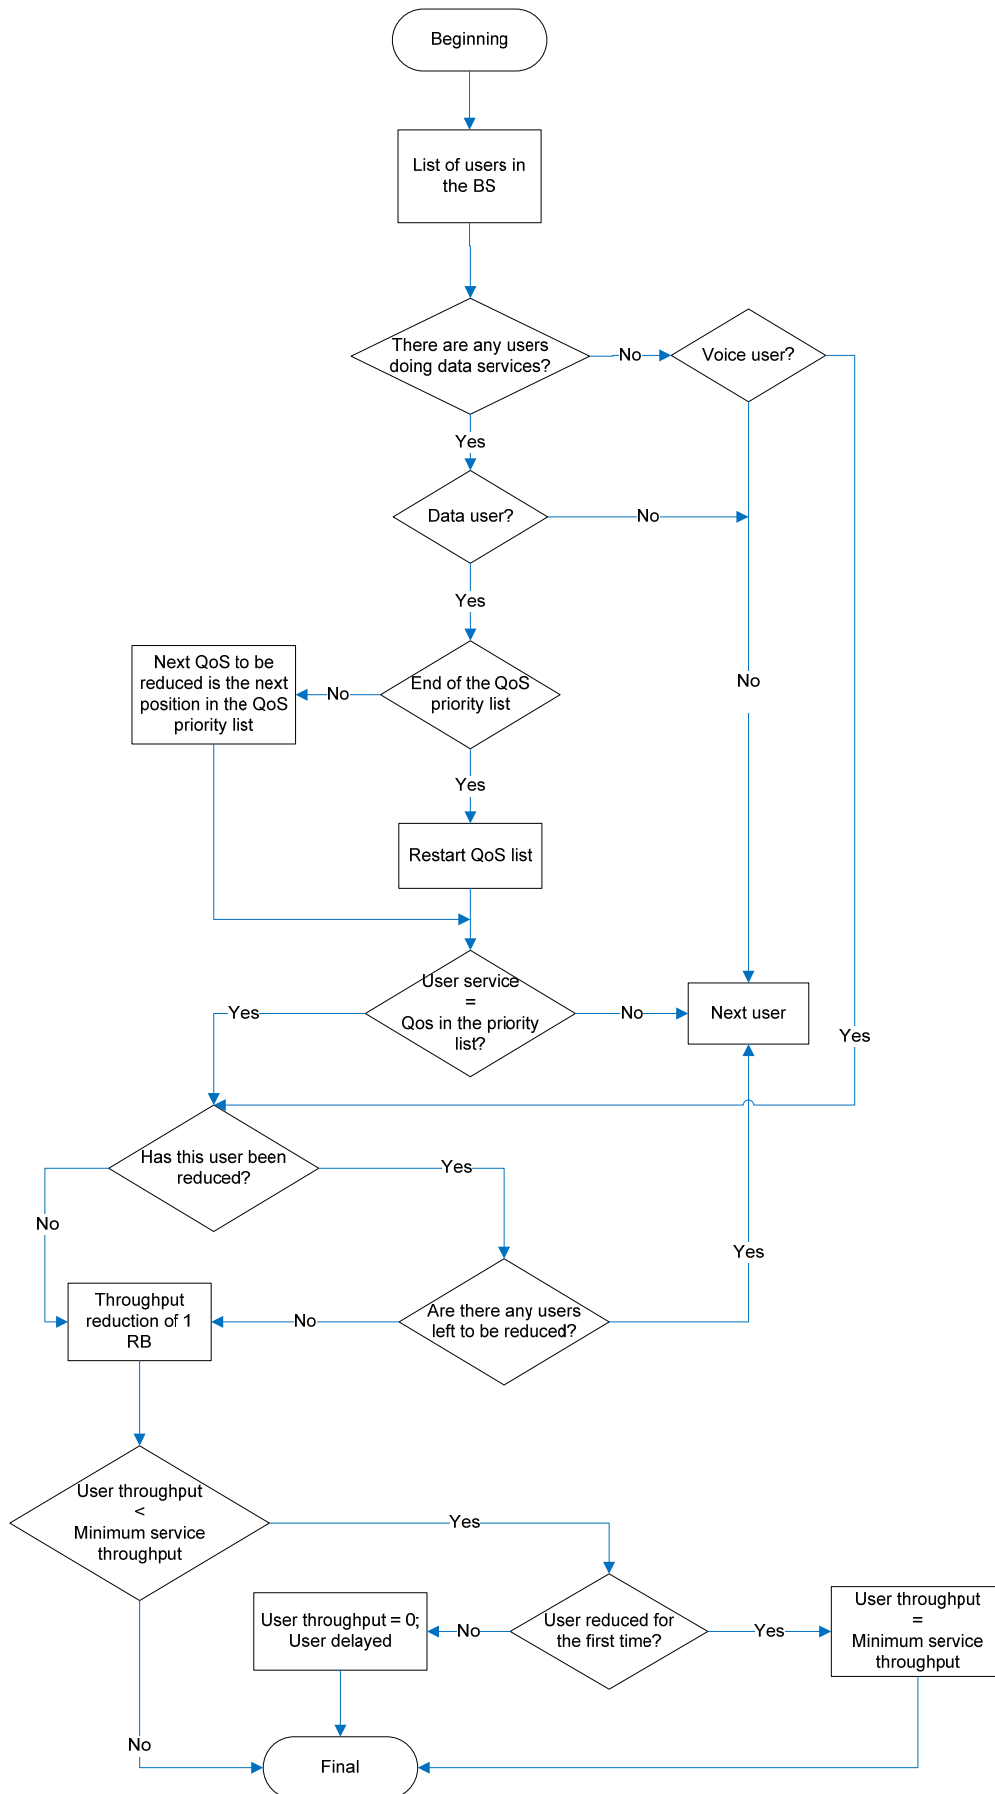 Beginning
List of users in
the BS
There are any users
doing data services?
No
Voice user?
Yes
Data user?
No
Yes
Next QoS to be
reduced is the next
position in the QoS
priority list
No
End of the QoS
priority list
No
Yes
Restart QoS list
User service
=
Qos in the priority
list?
Yes
No
Next user
Yes
Has this user been
reduced?
Yes
No
Yes
Throughput
reduction of 1
RB
No
Are there any users
left to be reduced?
User throughput
<
Minimum service
throughput
Yes
User throughput = 0;
User delayed
No
User reduced for
the first time?
Yes
User throughput
=
Minimum service
throughput
No
Final